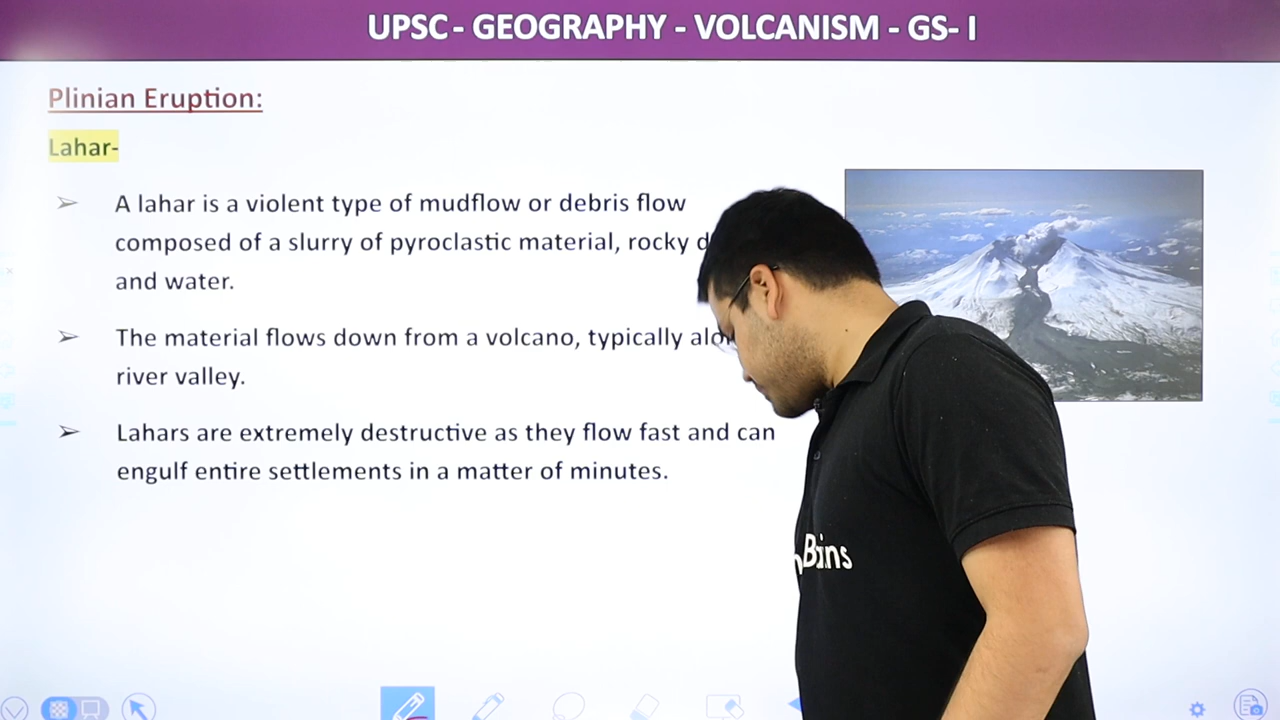 UPSC - GEOGRAPHY - VOLCANISM - GS- I
Plinian Eruption:
Lahar-
➢ A lahar is a violent type of mudflow or debris flow
composed of a slurry of pyroclastic material, rocky
and water.
➢ The material flows down from a volcano, typically
river valley.
➢ Lahars are extremely destructive as they flow fast and can
engulf entire settlements in a matter of minutes.